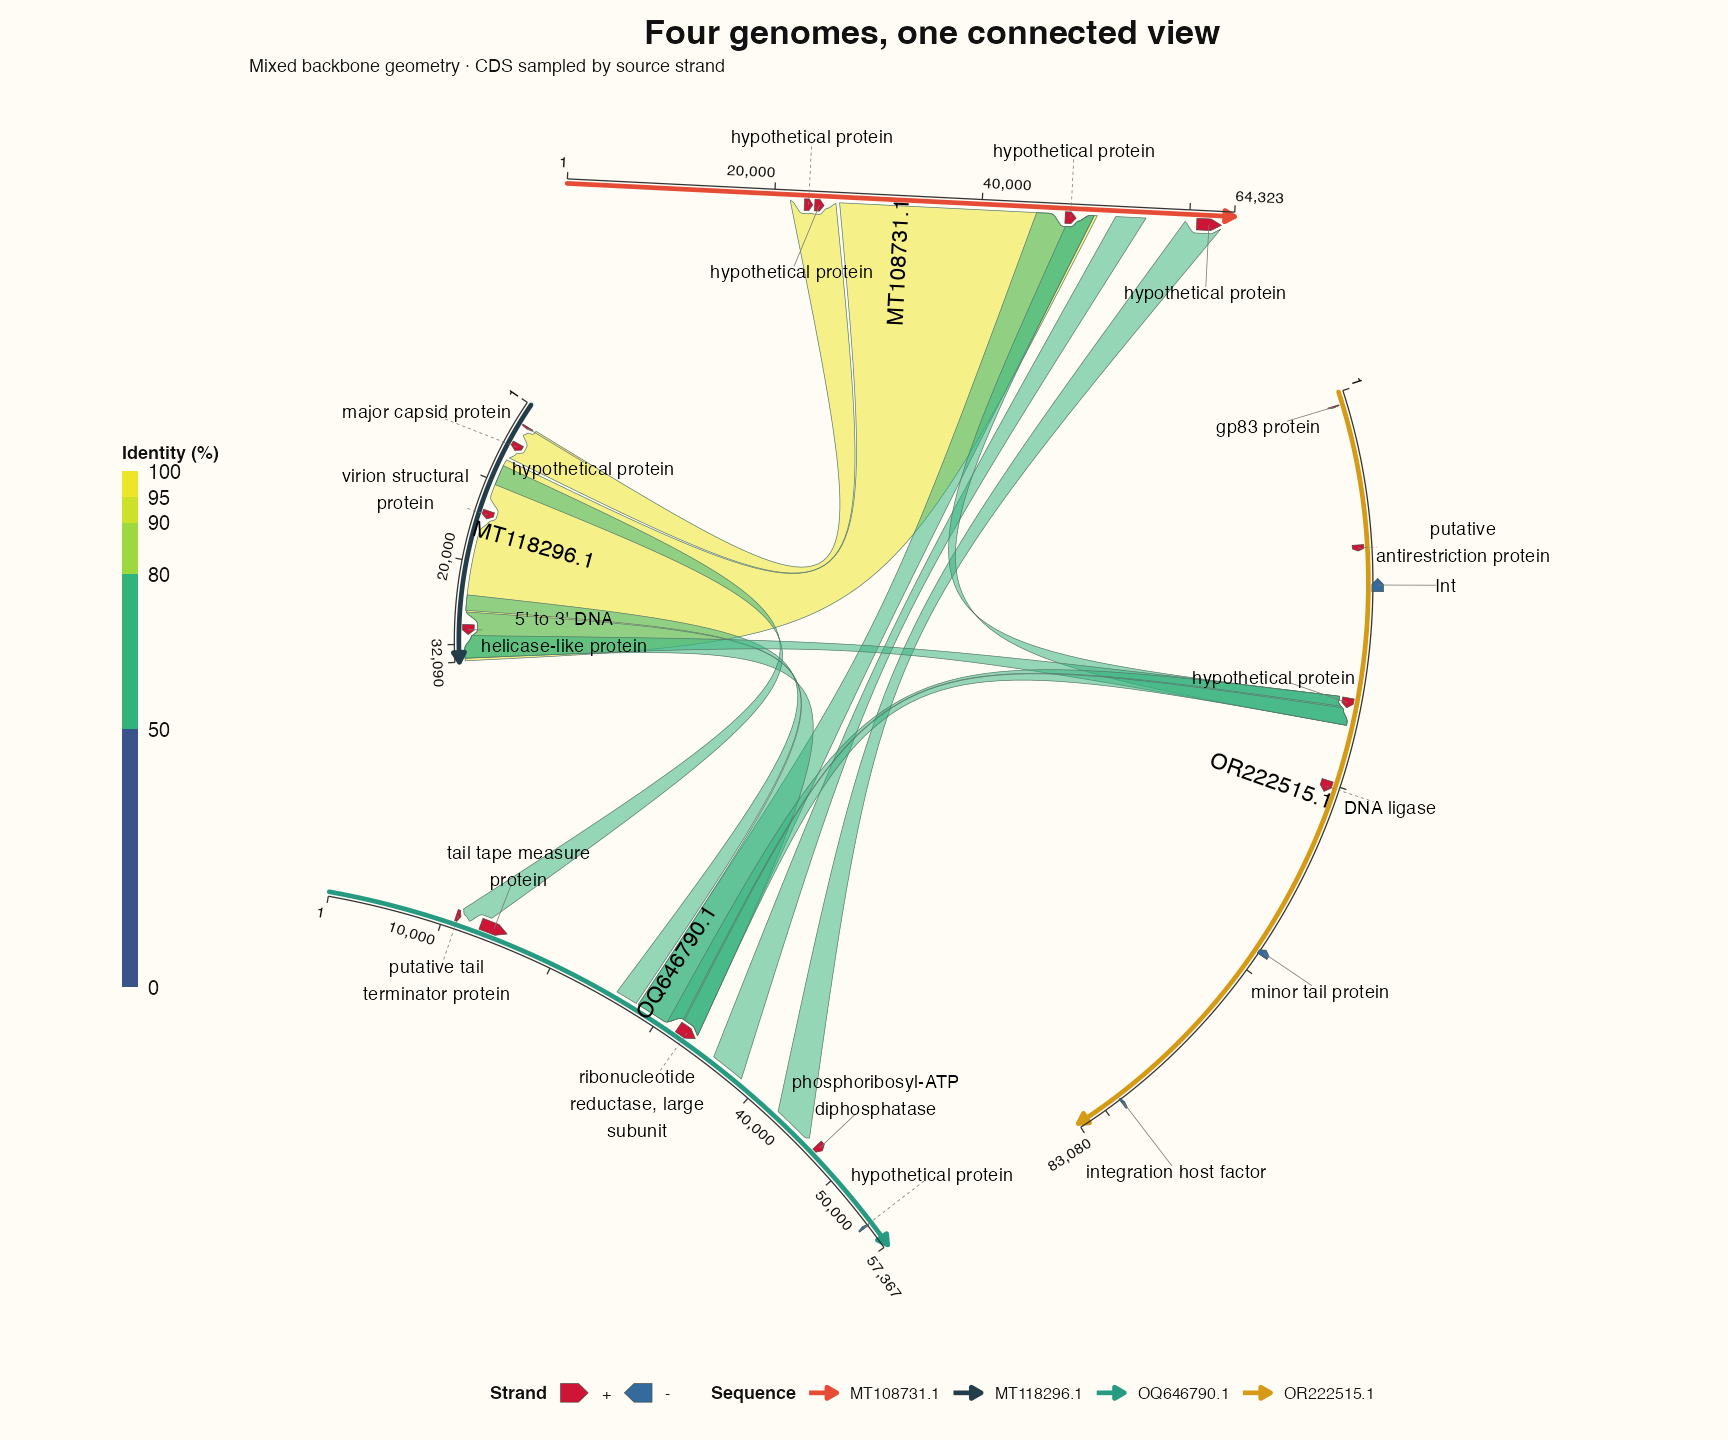 Four genomes, one connected view
Mixed backbone geometry · CDS sampled by source strand
hypothetical protein
hypothetical protein
1
20,000
40,000
64,323
MT108731.1
hypothetical protein
hypothetical protein
1
major capsid protein
hypothetical protein
virion structural
protein
MT118296.1
20,000
5' to 3' DNA
helicase-like protein
32,090
1
gp83 protein
putative
antirestriction protein
Int
hypothetical protein
OR222515.1
DNA ligase
minor tail protein
83,080
integration host factor
Identity (%)
100
95
90
80
50
0
tail tape measure
protein
1
10,000
putative tail
terminator protein
OQ646790.1
ribonucleotide
reductase, large
subunit
phosphoribosyl-ATP
diphosphatase
40,000
hypothetical protein
50,000
57,367
Strand + - Sequence MT108731.1 MT118296.1 OQ646790.1 OR222515.1